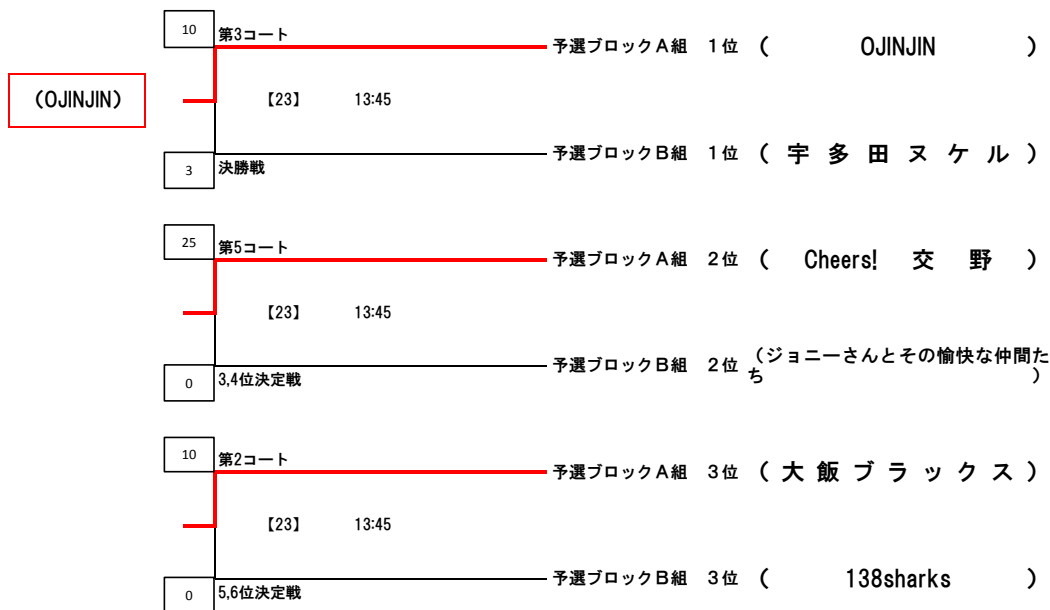 10
第3コート
予選ブロックA組 1位 ( OJINJIN )
(OJINJIN)
【23】 13:45
予選ブロックB組 1位 ( 宇 多 田 ヌ ケ ル )
3
決勝戦
25
第5コート
予選ブロックA組 2位 ( Cheers! 交 野 )
【23】 13:45
予選ブロックB組 2位 (ジョニーさんとその愉快な仲間た
ち )
0
3,4位決定戦
10
第2コート
予選ブロックA組 3位 ( 大 飯 ブ ラ ッ ク ス )
【23】 13:45
予選ブロックB組 3位 ( 138sharks )
0
5,6位決定戦